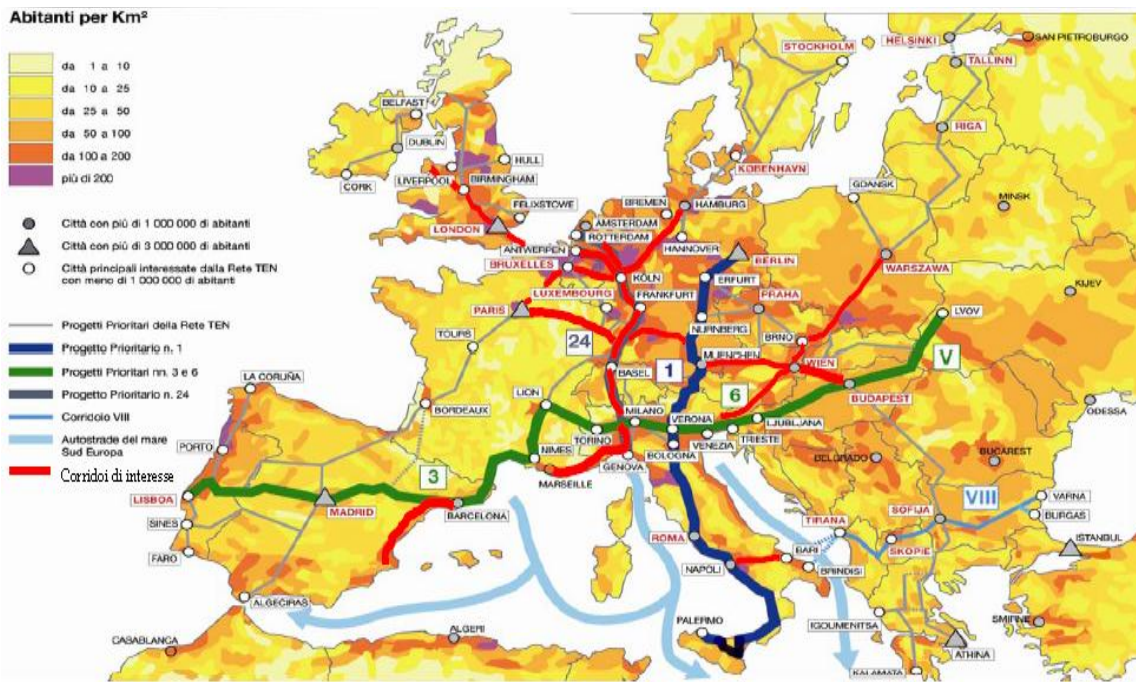 Abitanti per Km²
da 1 a 10
da 10 a 25
da 25 a 50
da 50 a 100
da 100 a 200
più di 200
Città con più di 1 000 000 di abitanti
Città con più di 3 000 000 di abitanti
Città principali interessate dalla Rete TEN
con meno di 1 000 000 di abitanti
Progetti Prioritari della Rete TEN
Progetto Prioritario n. 1
Progetti Prioritari nn. 3 e 6
Progetto Prioritario n. 24
Corridoio VIII
Autostrade del mare
Sud Europa
Corridoi di interesse
HELSINKI
SAN PIETROBURGO
STOCKHOLM
TALLINN
RIGA
BELFAST
DUBLIN
CORK
HULL
LIVERPOOL
BIRMINGHAM
FELIXSTOWE
LONDON
KØBENHAVN
GDANSK
MINSK
BREMEN
HAMBURG
AMSTERDAM
ROTTERDAM
HANNOVER
ANTWERPEN
BRUXELLES
BERLIN
WARSZAWA
KÖLN
ERFURT
KIJEV
LUXEMBOURG
FRANKFURT
PRAHA
PARIS
LVOV
NÜRNBERG
TOURS
24
BRNO
MUENCHEN
WIEN
V
BASEL
1
6
BUDAPEST
LA CORUÑA
LION
BORDEAUX
MILANO
VERONA
LJUBLJANA
ODESSA
TORINO
VENEZIA
TRIESTE
PORTO
NIMES
BOLOGNA
GENOVA
BELGRADO
BUCAREST
3
MARSEILLE
LISBOA
MADRID
BARCELONA
VIII
VARNA
SOFIJA
BURGAS
SINES
TIRANA
ROMA
SKOPIE
ISTANBUL
BARI
FARO
NAPOLI
BRINDISI
ALGECIRAS
IGOUMENITSA
PALERMO
SMIRNE
CASABLANCA
ALGERI
ATHINA
KALAMATA